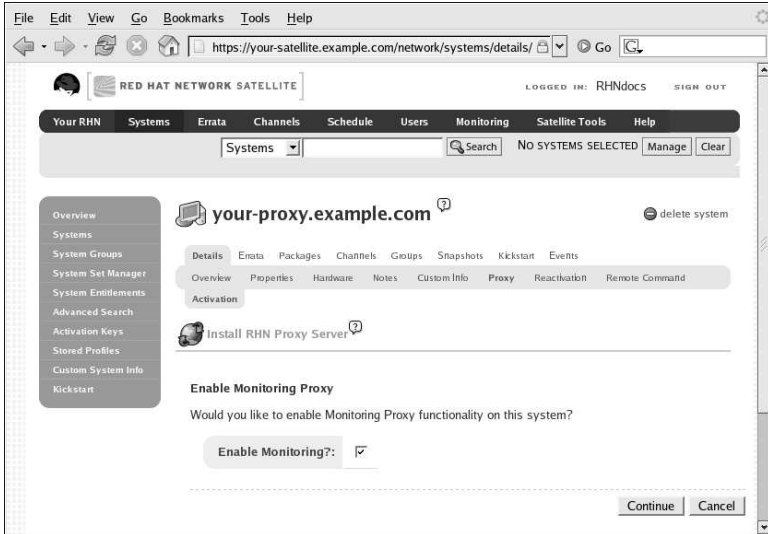 File Edit View Go Bookmarks Tools Help
https://your-satellite.example.com/network/systems/details/ Go G
RED HAT NETWORK SATELLITE LOGGED IN: RHNdocs SIGN OUT
Your RHN Systems Errata Channels Schedule Users Monitoring Satellite Tools Help
Systems Search NO SYSTEMS SELECTED Manage Clear
Overview
Systems
System Groups
System Set Manager
System Entitlements
Advanced Search
Activation Keys
Stored Profiles
Custom System Info
Kickstart
your-proxy.example.com ? delete system
Details Errata Packages Channels Groups Snapshots Kickstart Events
Overview Properties Hardware Notes Custom Info Proxy Reactivation Remote Command
Activation
Install RHN Proxy Server ?
Enable Monitoring Proxy
Would you like to enable Monitoring Proxy functionality on this system?
Enable Monitoring?:
Continue Cancel